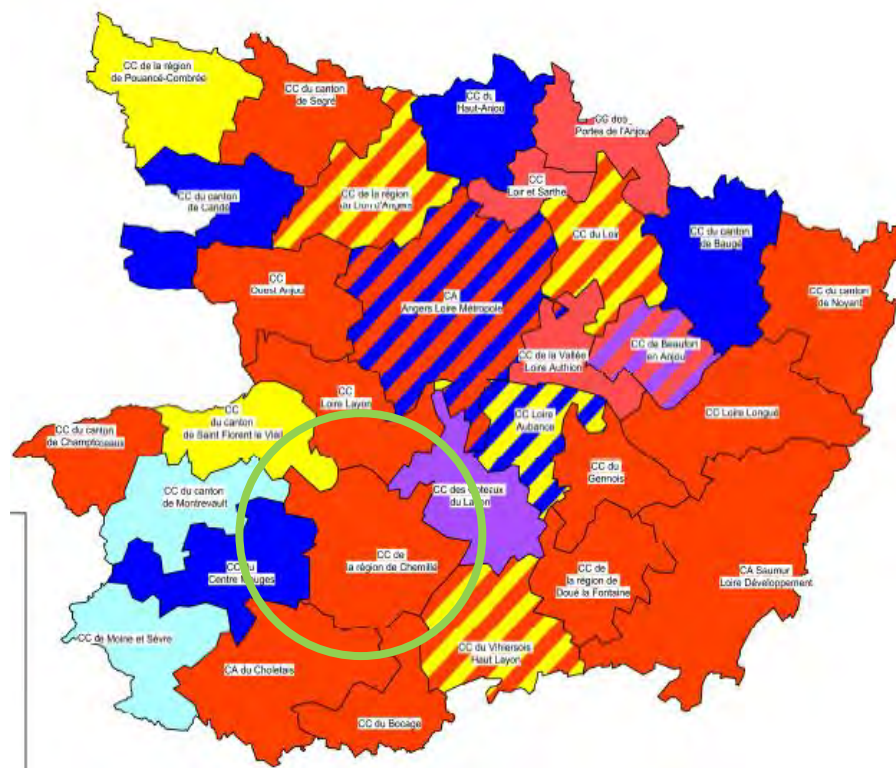 CC de la région
de Pouancé-Combrée
CC du canton
de Segré
CC du
Haut-Anjou
CC des
Portes de l'Anjou
CC du canton
de Candé
CC de la région
du Lion d'Angers
CC
Loir et Sarthe
CC du Loir
CC du canton
de Baugé
CC
Ouest Anjou
CA
Angers Loire Métropole
CC du canton
de Noyant
CC de la Vallée
Loire Authion
CC de Beaufort
en Anjou
CC
Loire Layon
CC Loire
Aubance
CC Loire Longué
CC du canton
de Champtoceaux
CC
du canton
de Saint Florent le Vieil
CC du
Gennois
CC du canton
de Montrevault
CC des Coteaux
du Layon
CC du
Centre Mauges
CC de
la région de Chemillé
CC de
la région de
Doué la Fontaine
CA Saumur
Loire Développement
CC de Moine et Sèvre
CC du Vihiersois
Haut Layon
CA du Choletais
CC du Bocage